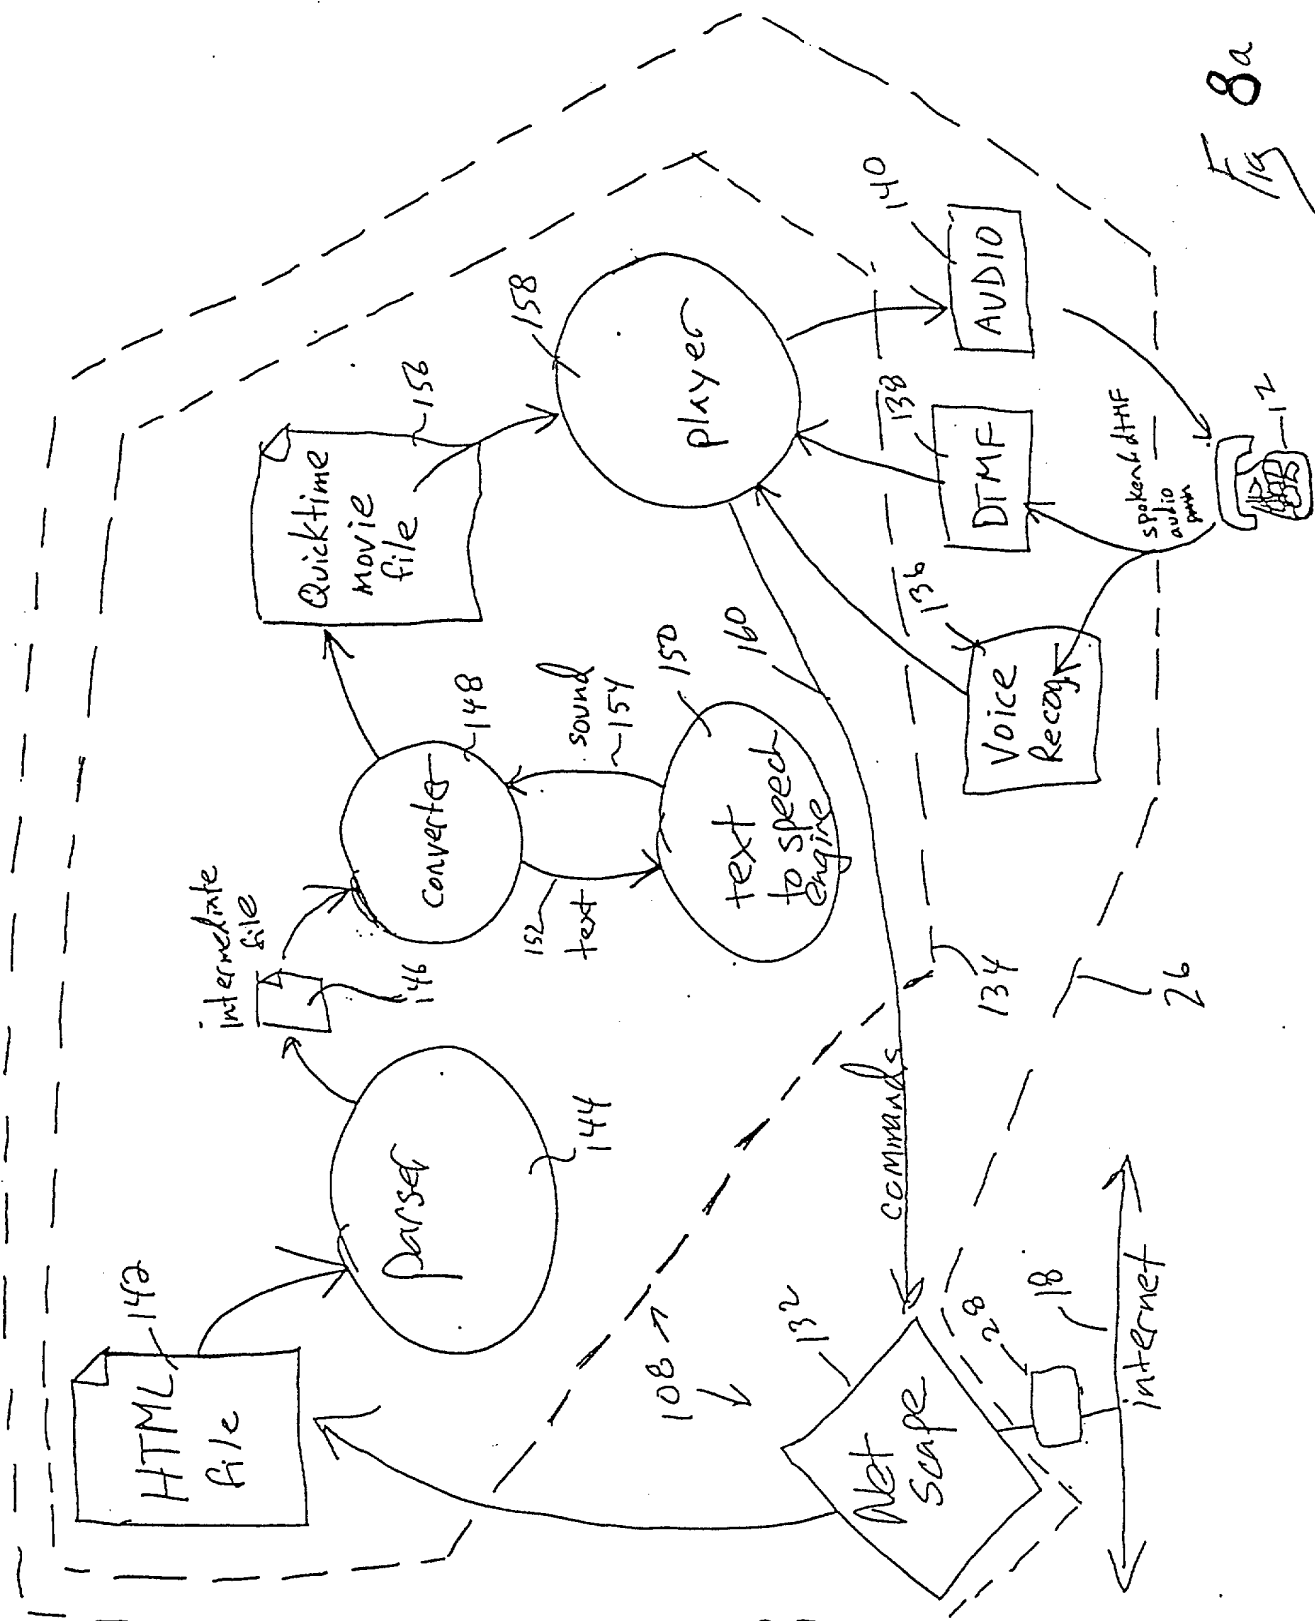 HTML
file
142
Parser
144
intermediate
file
146
converter
148
152
text
sound
154
text
to speech
engine
150
Quicktime
movie
file
156
player
158
160
commands
Net
Scape
132
108
28
18
internet
134
26
Voice
Recog
136
DTMF
138
AUDIO
140
spoken &dtMF
audio
path
12
Fig 8a